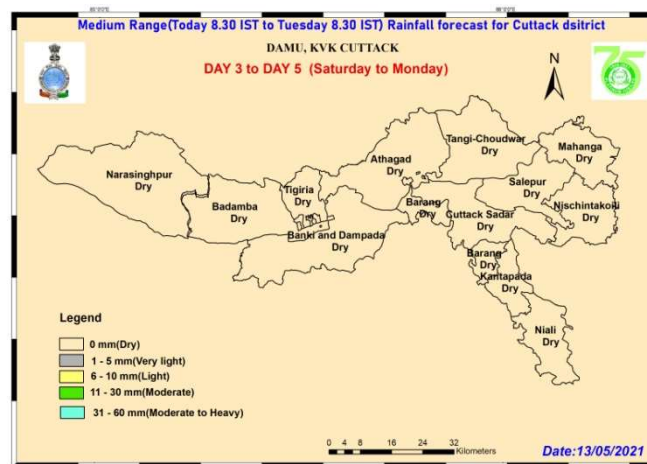 Medium Range(Today 8.30 IST to Tuesday 8.30 IST) Rainfall forecast for Cuttack dsitrict
DAMU, KVK CUTTACK
DAY 3 to DAY 5 (Saturday to Monday)
N
75
Tangi-Choudwar
Dry
Mahanga
Dry
Athagad
Dry
Narasinghpur
Dry
Salepur
Dry
Tigiria
Dry
Badamba
Dry
Barang
Dry
Nischintakoili
Dry
Cuttack Sadar
Dry
Banki and Dampada
Dry
Barang
Dry
Kantapada
Dry
Niali
Dry
Legend
0 mm(Dry)
1 - 5 mm(Very light)
6 - 10 mm(Light)
11 - 30 mm(Moderate)
31 - 60 mm(Moderate to Heavy)
0 4 8 16 24 32
Kilometers
Date:13/05/2021